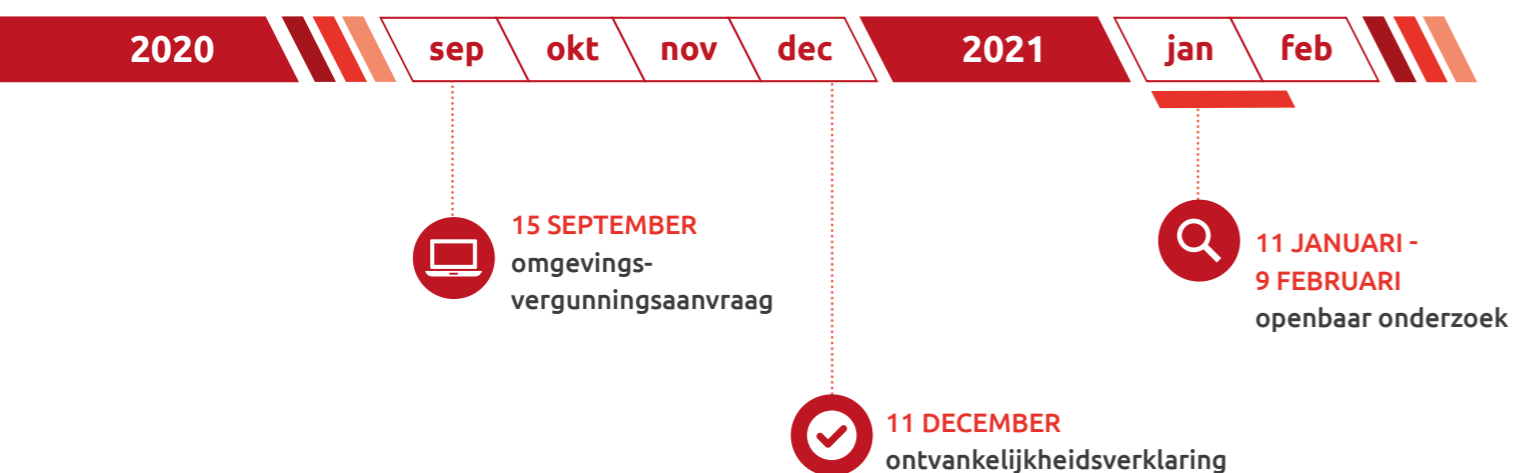 2020 sep okt nov dec 2021 jan feb
15 SEPTEMBER
omgevings-
vergunningsaanvraag
11 JANUARI -
9 FEBRUARI
openbaar onderzoek
11 DECEMBER
ontvankelijkheidsverklaring